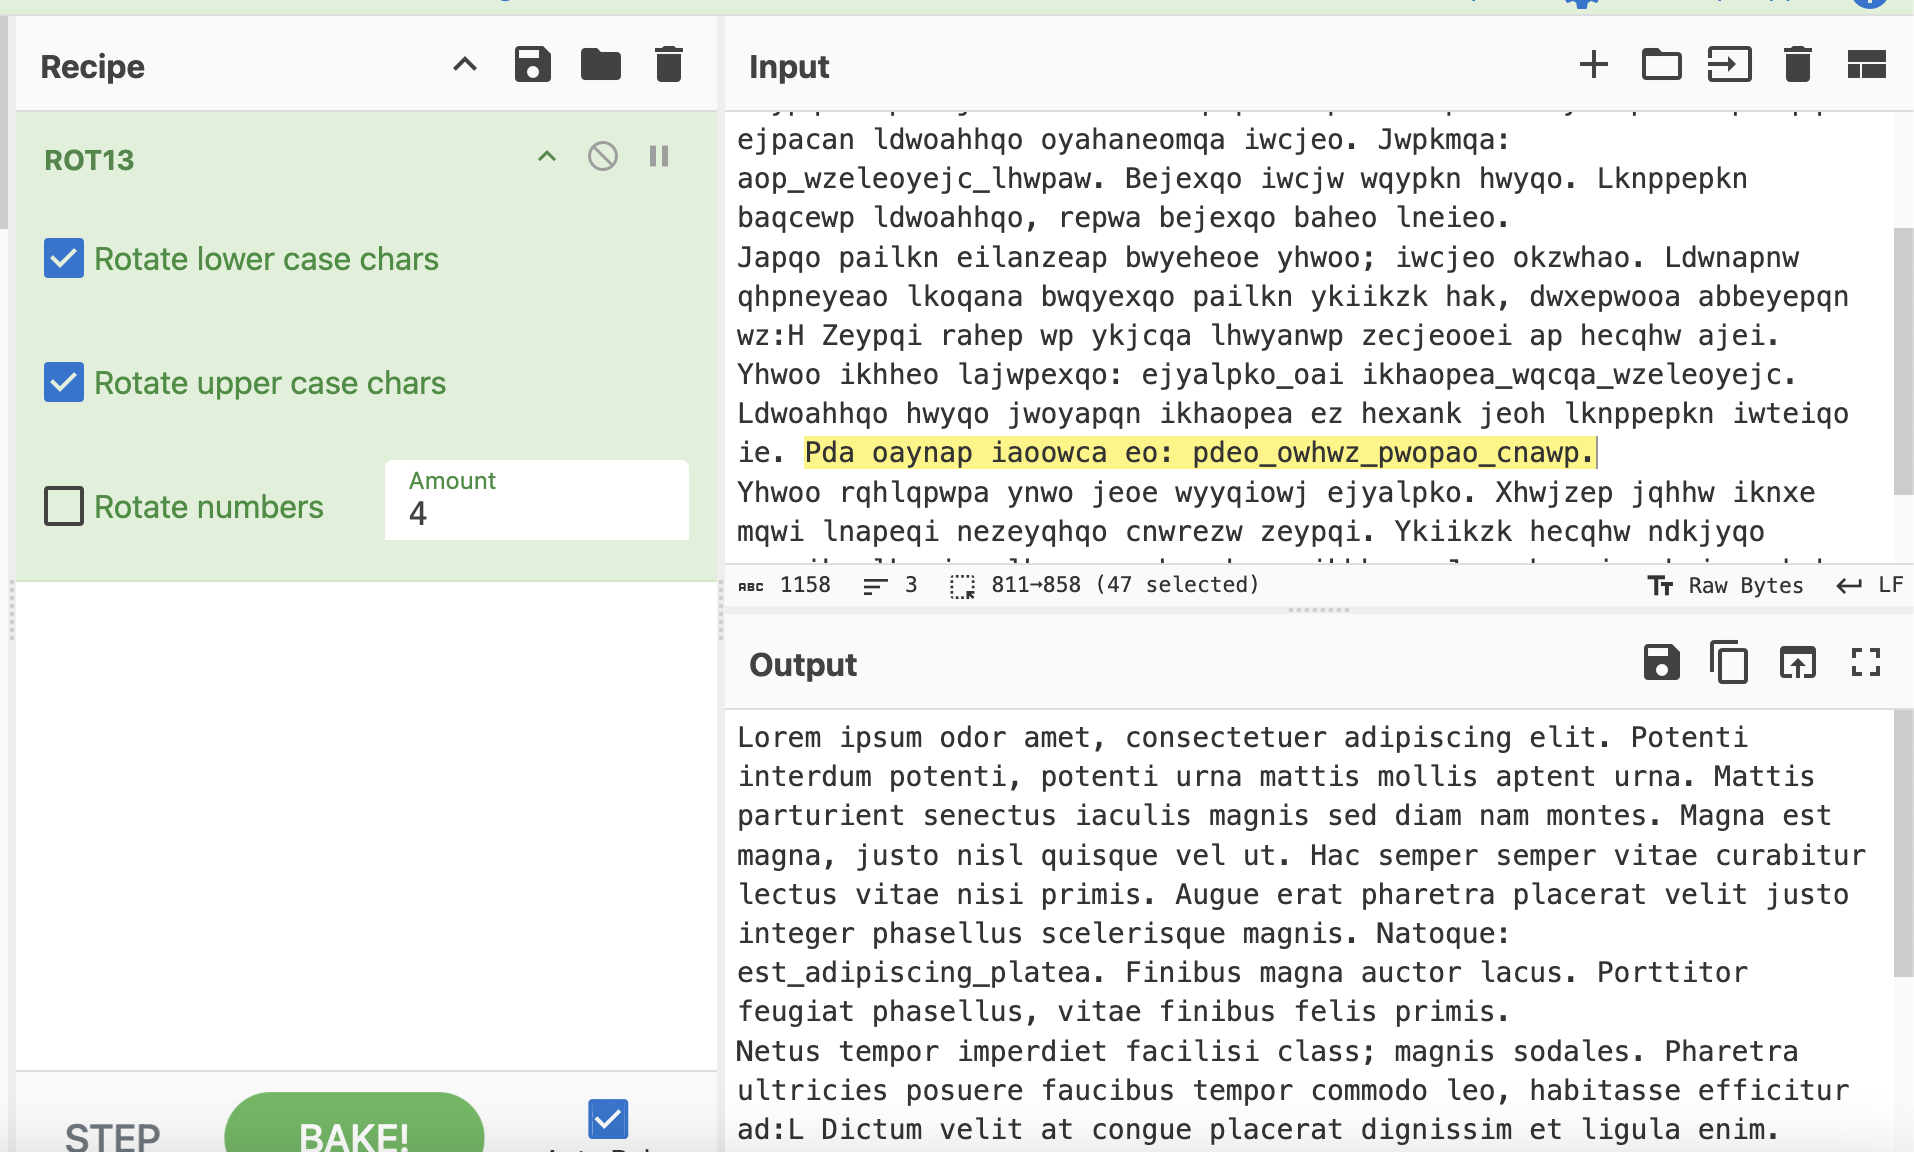 Recipe
ROT13
Rotate lower case chars
Rotate upper case chars
Rotate numbers
Amount
4
STEP
BAKE!
Input
ejpacan ldwoahhqo oyahaneomqa iwcjeo. Jwpkmqa:
aop_wzeleoyejc_lhwpaw. Bejexqo iwcjw wqypkn hwyqo. Lknppepkn
baqcewp ldwoahhqo, repwa bejexqo baheo lneieo.
Japqo pailkn eilanzeap bwyeheoe yhwoo; iwcjeo okzwhao. Ldwnapnw
qhpneyeao lkoqana bwqyexqo pailkn ykiikzk hak, dwxepwooa abbeyepqn
wz:H Zeypqi rahep wp ykjcqa lhwyanwp zecjeooei ap hecqhw ajei.
Yhwoo ikhheo lajwpexqo: ejyalpko_oai ikhaopea_wqcqa_wzeleoyejc.
Ldwoahhqo hwyqo jwoyapqn ikhaopea ez hexank jeoh lknppepkn iwteiqo
ie. Pda oaynap iaoowca eo: pdeo_owhwz_pwopao_cnawp.
Yhwoo rqhlqpwpa ynwo jeoe wyyqiowj ejyalpko. Xhwjzep jqhhw iknxe
mqwi lnapeqi nezeyqhqo cnwrezw zeypqi. Ykiikzk hecqhw ndkjyqo
ABC 1158 3 811→858 (47 selected) Raw Bytes LF
Output
Lorem ipsum odor amet, consectetuer adipiscing elit. Potenti
interdum potenti, potenti urna mattis mollis aptent urna. Mattis
parturient senectus iaculis magnis sed diam nam montes. Magna est
magna, justo nisl quisque vel ut. Hac semper semper vitae curabitur
lectus vitae nisi primis. Augue erat pharetra placerat velit justo
integer phasellus scelerisque magnis. Natoque:
est_adipiscing_platea. Finibus magna auctor lacus. Porttitor
feugiat phasellus, vitae finibus felis primis.
Netus tempor imperdiet facilisi class; magnis sodales. Pharetra
ultricies posuere faucibus tempor commodo leo, habitasse efficitur
ad:L Dictum velit at congue placerat dignissim et ligula enim.